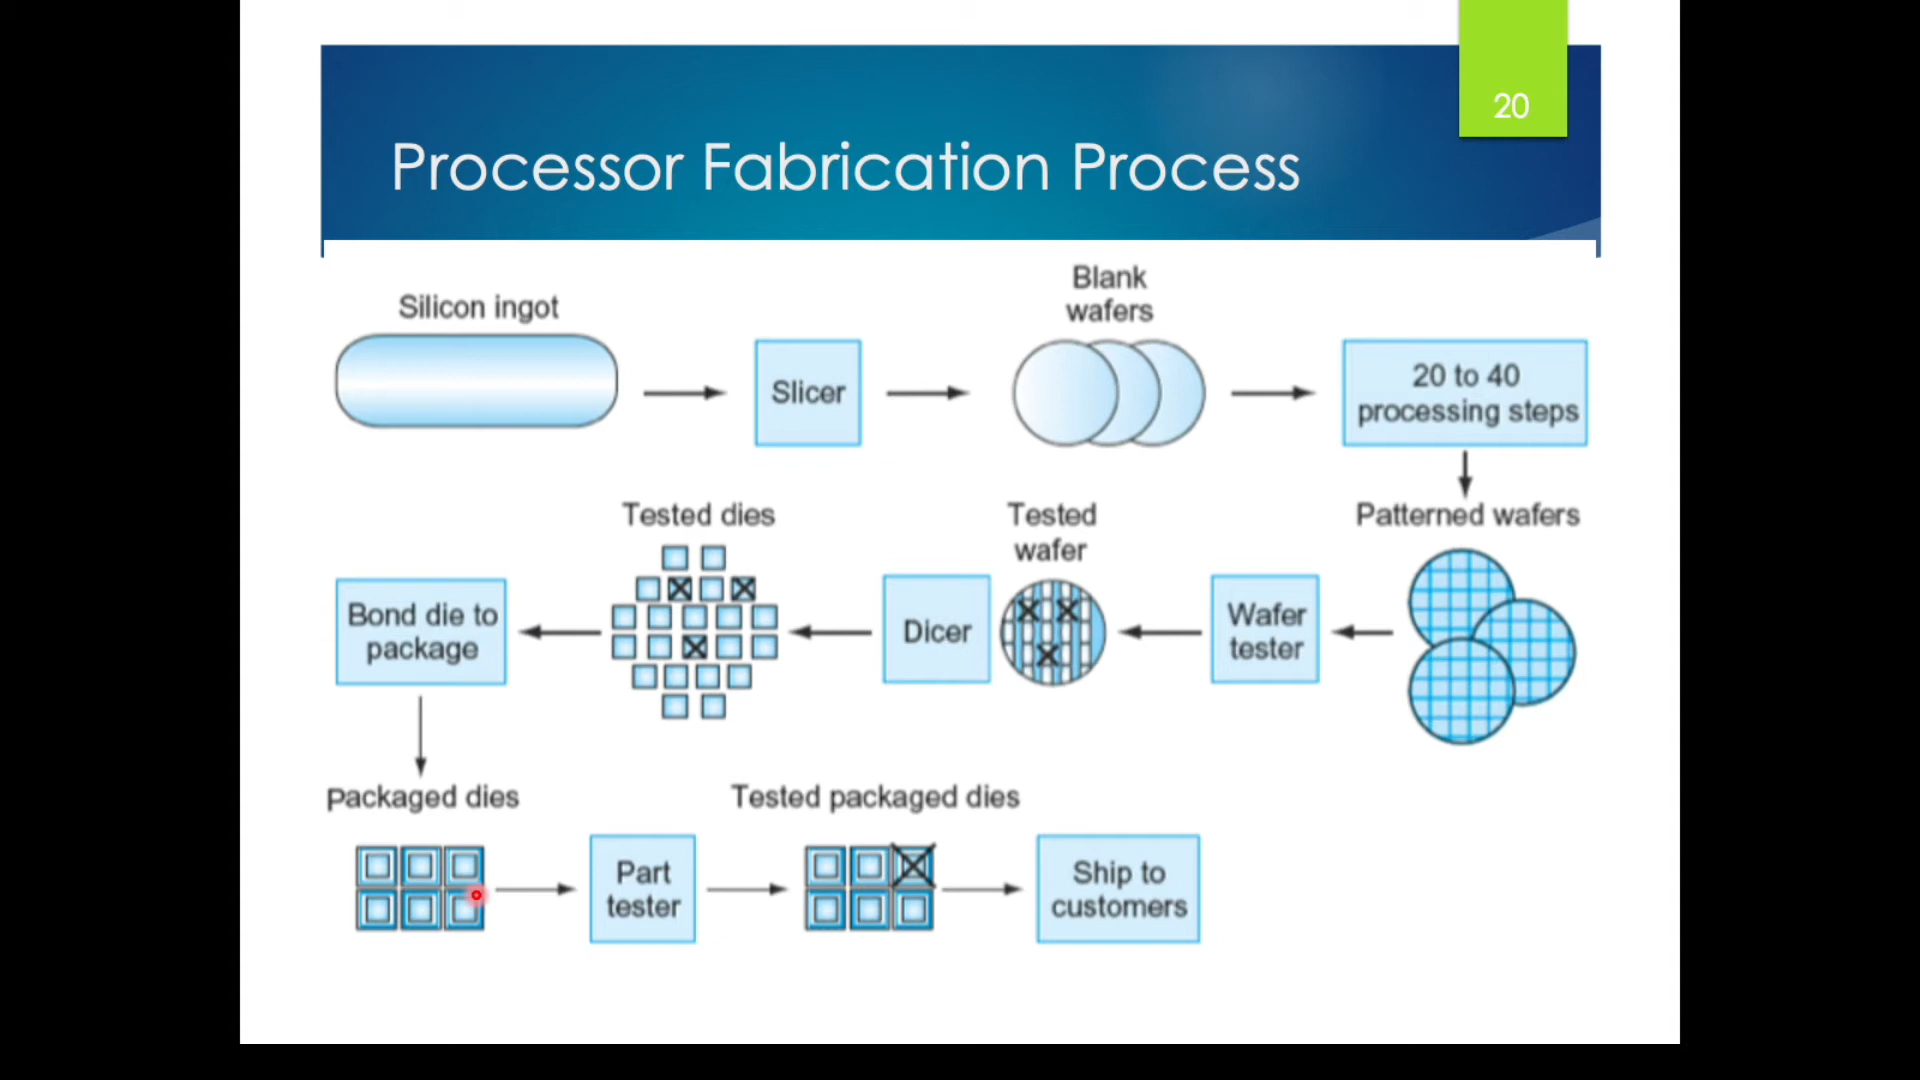 20
Processor Fabrication Process
Silicon ingot
Slicer
Blank
wafers
20 to 40
processing steps
Patterned wafers
Wafer
tester
Tested
wafer
Dicer
Tested dies
Bond die to
package
Packaged dies
Part
tester
Tested packaged dies
Ship to
customers